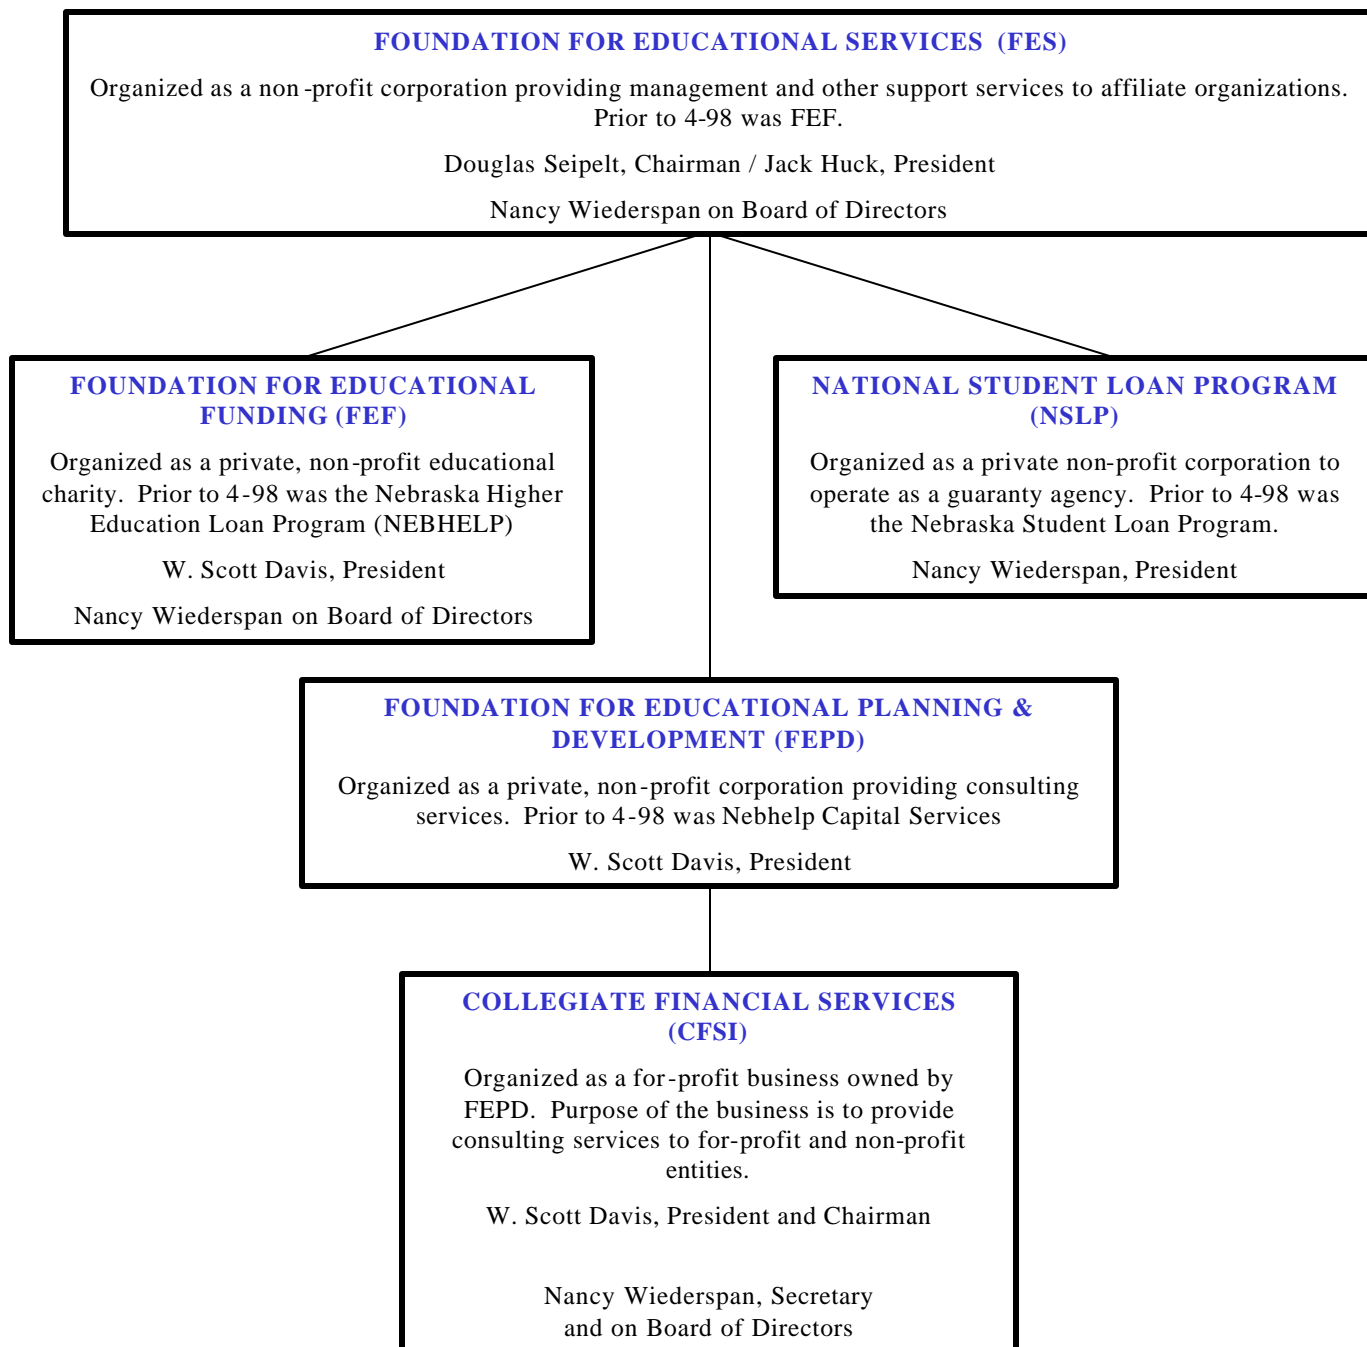 FOUNDATION FOR EDUCATIONAL SERVICES (FES)
Organized as a non-profit corporation providing management and other support services to affiliate organizations.
Prior to 4-98 was FEF.
Douglas Seipelt, Chairman / Jack Huck, President
Nancy Wiederspan on Board of Directors
FOUNDATION FOR EDUCATIONAL
FUNDING (FEF)
Organized as a private, non-profit educational
charity. Prior to 4-98 was the Nebraska Higher
Education Loan Program (NEBHELP)
W. Scott Davis, President
Nancy Wiederspan on Board of Directors
NATIONAL STUDENT LOAN PROGRAM
(NSLP)
Organized as a private non-profit corporation to
operate as a guaranty agency. Prior to 4-98 was
the Nebraska Student Loan Program.
Nancy Wiederspan, President
FOUNDATION FOR EDUCATIONAL PLANNING &
DEVELOPMENT (FEPD)
Organized as a private, non-profit corporation providing consulting
services. Prior to 4-98 was Nebhelp Capital Services
W. Scott Davis, President
COLLEGIATE FINANCIAL SERVICES
(CFSI)
Organized as a for-profit business owned by
FEPD. Purpose of the business is to provide
consulting services to for-profit and non-profit
entities.
W. Scott Davis, President and Chairman
Nancy Wiederspan, Secretary
and on Board of Directors